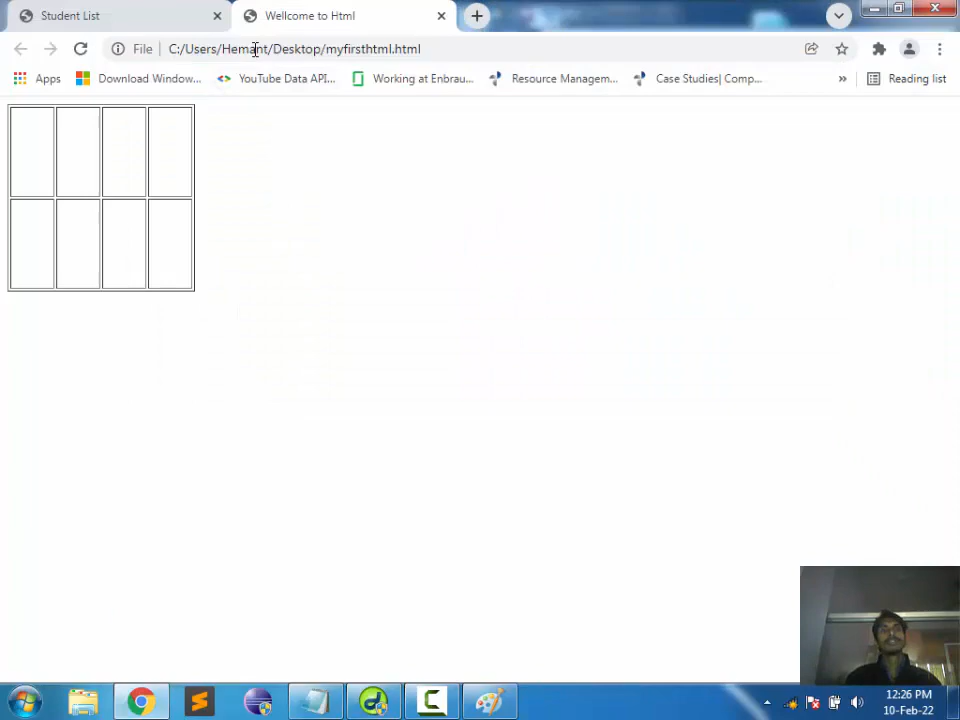 Student List
Wellcome to Html
File
C:/Users/Hemant/Desktop/myfirsthtml.html
Apps
Download Window...
YouTube Data API...
Working at Enbrau...
Resource Managem...
Case Studies| Comp...
»
Reading list
12:26 PM
10-Feb-22